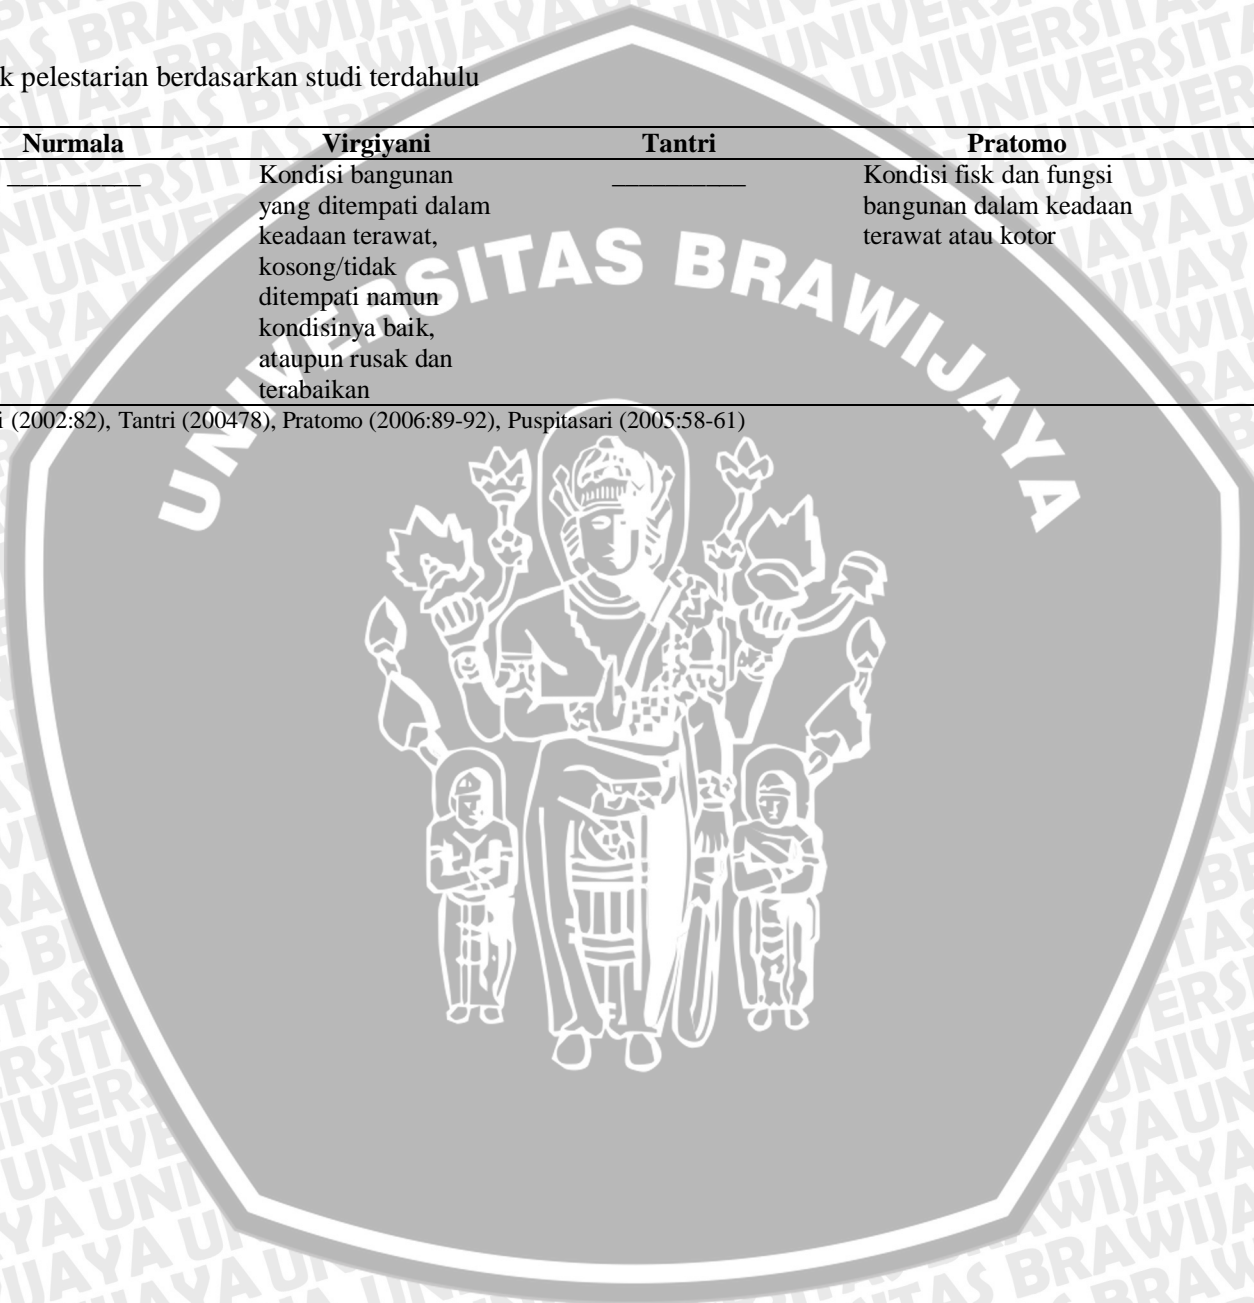 k pelestarian berdasarkan studi terdahulu
Nurmala Virgiyani Tantri Pratomo
__________ Kondisi bangunan __________ Kondisi fisk dan fungsi
yang ditempati dalam bangunan dalam keadaan
keadaan terawat, terawat atau kotor
kosong/tidak
ditempati namun
kondisinya baik,
ataupun rusak dan
terabaikan
i (2002:82), Tantri (200478), Pratomo (2006:89-92), Puspitasari (2005:58-61)
UNIVERSITAS BRAWIJAYA